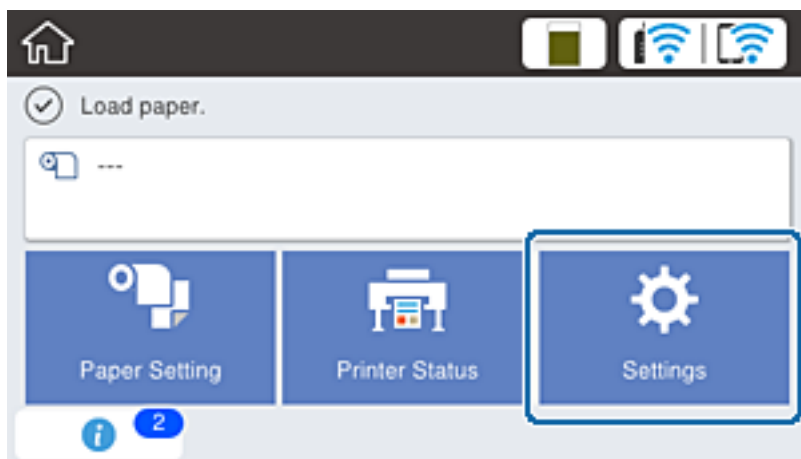 Load paper.
---
Paper Setting
Printer Status
Settings
i
2